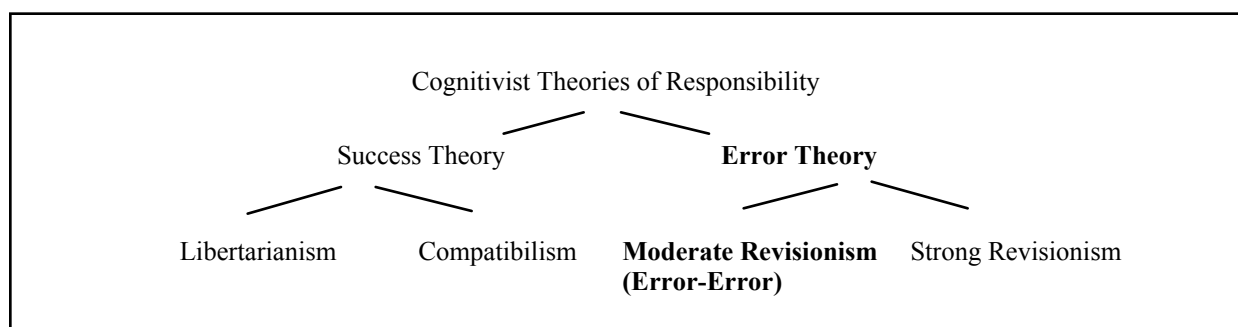 Cognitivist Theories of Responsibility
Success Theory Error Theory
Libertarianism Compatibilism Moderate Revisionism Strong Revisionism
(Error-Error)